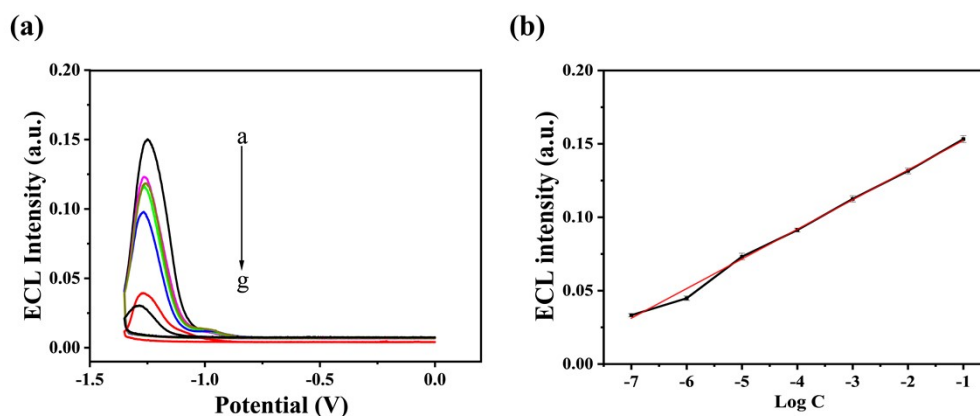 (a)
ECL Intensity (a.u.)
0.20
0.15
0.10
0.05
0.00
a
g
-1.5
-1.0
-0.5
0.0
Potential (V)
(b)
ECL intensity (a.u.)
0.20
0.15
0.10
0.05
0.00
-7
-6
-5
-4
-3
-2
-1
Log C